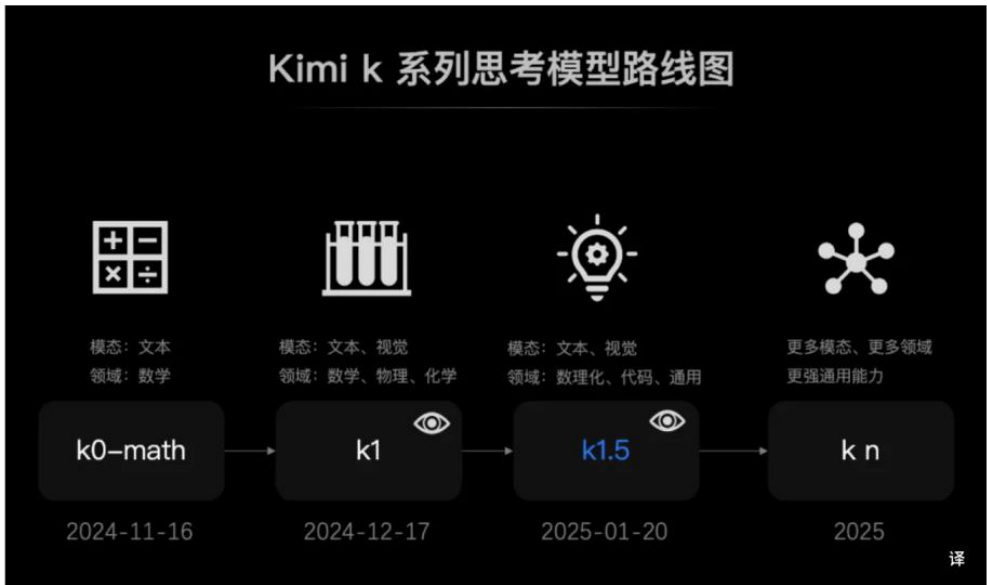 Kimi k 系列思考模型路线图
模态：文本
领域：数学
模态：文本、视觉
领域：数学、物理、化学
模态：文本、视觉
领域：数理化、代码、通用
更多模态、更多领域
更强通用能力
k0-math
k1
k1.5
k n
2024-11-16
2024-12-17
2025-01-20
2025
译